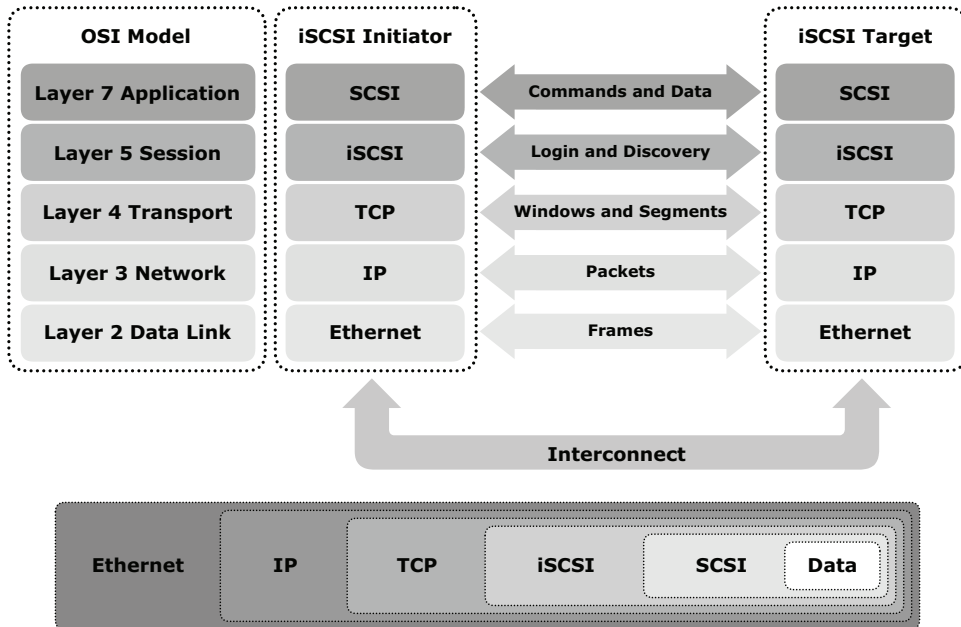 OSI Model
iSCSI Initiator
iSCSI Target
Layer 7 Application
SCSI
Commands and Data
SCSI
Layer 5 Session
iSCSI
Login and Discovery
iSCSI
Layer 4 Transport
TCP
Windows and Segments
TCP
Layer 3 Network
IP
Packets
IP
Layer 2 Data Link
Ethernet
Frames
Ethernet
Interconnect
Ethernet
IP
TCP
iSCSI
SCSI
Data